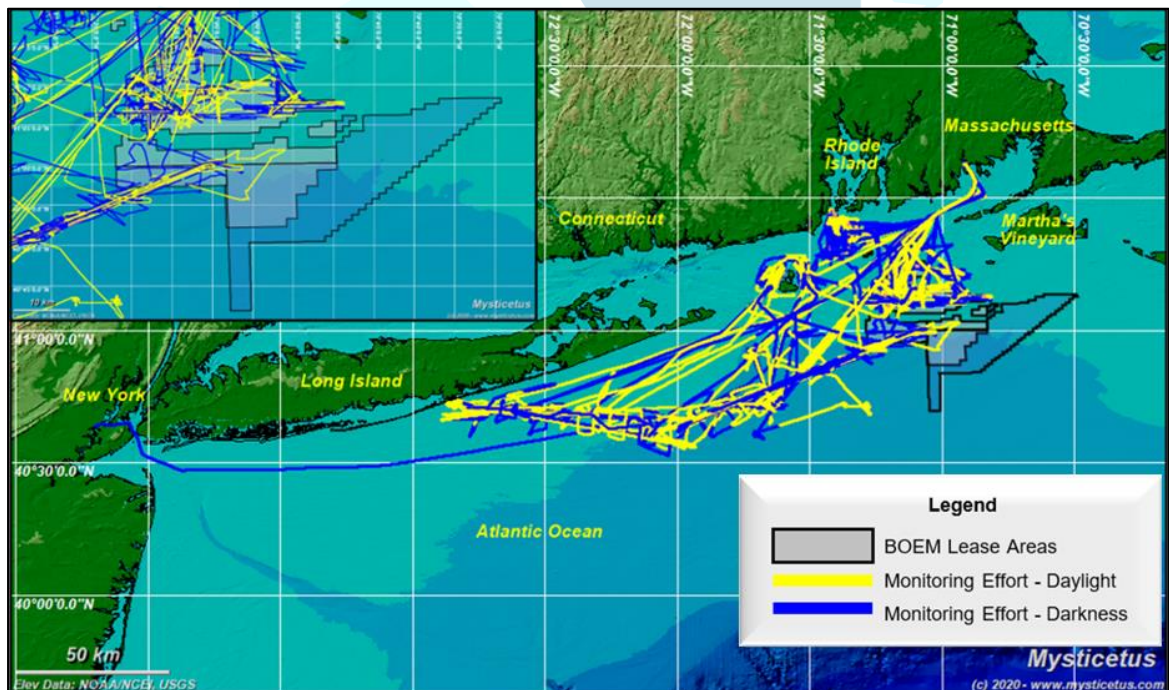 72°30'0.0"W
72°00'0.0"W
71°30'0.0"W
71°00'0.0"W
70°30'0.0"W
10 km
Mysticetus
Massachusetts
Rhode
Island
Connecticut
Martha's
Vineyard
41°00'0.0"N
New York
Long Island
40°30'0.0"N
Atlantic Ocean
40°00'0.0"N
50 km
Elev Data: NOAA/NCEI, USGS
Legend
BOEM Lease Areas
Monitoring Effort - Daylight
Monitoring Effort - Darkness
Mysticetus
(c) 2020 - www.mysticetus.com